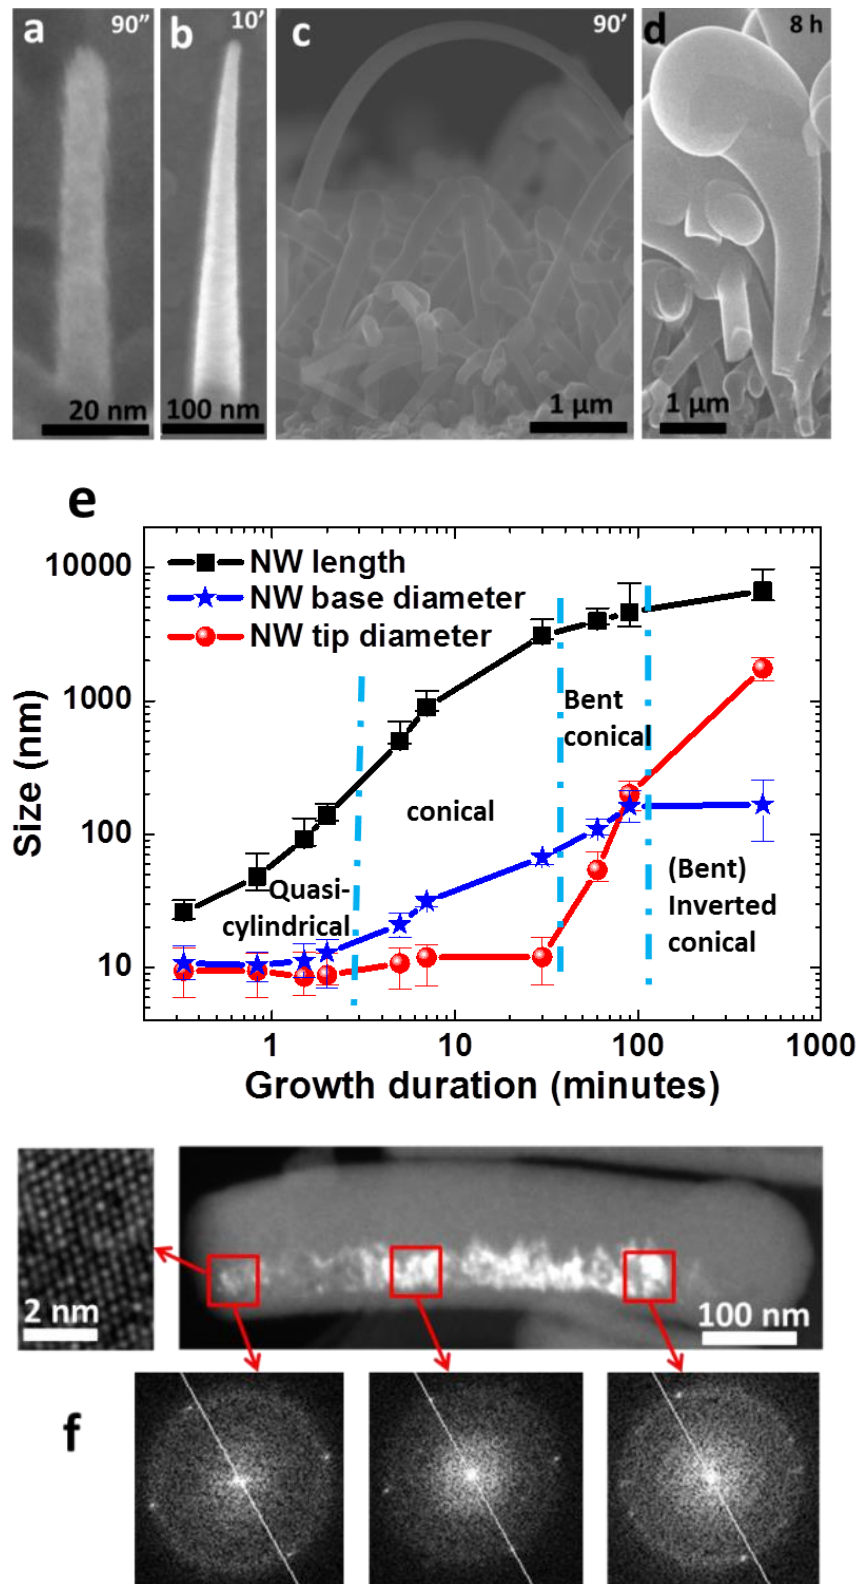 a 90” b 10’ c 90’ d 8 h
20 nm 100 nm 1 µm 1 µm
e
NW length
NW base diameter
NW tip diameter
10000
1000
100
10
Size (nm)
Quasi-
cylindrical
conical
Bent
conical
(Bent)
Inverted
conical
1 10 100 1000
Growth duration (minutes)
2 nm 100 nm
f